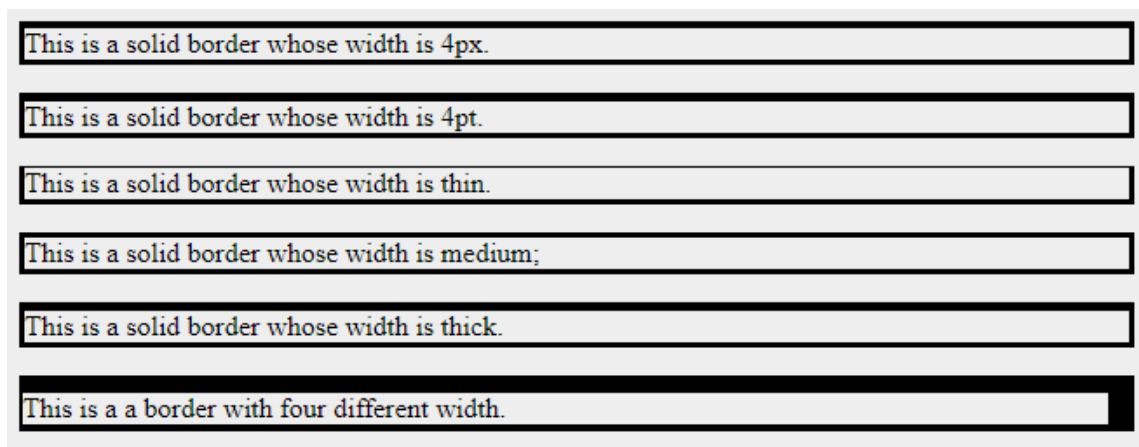 This is a solid border whose width is 4px.
This is a solid border whose width is 4pt.
This is a solid border whose width is thin.
This is a solid border whose width is medium;
This is a solid border whose width is thick.
This is a a border with four different width.